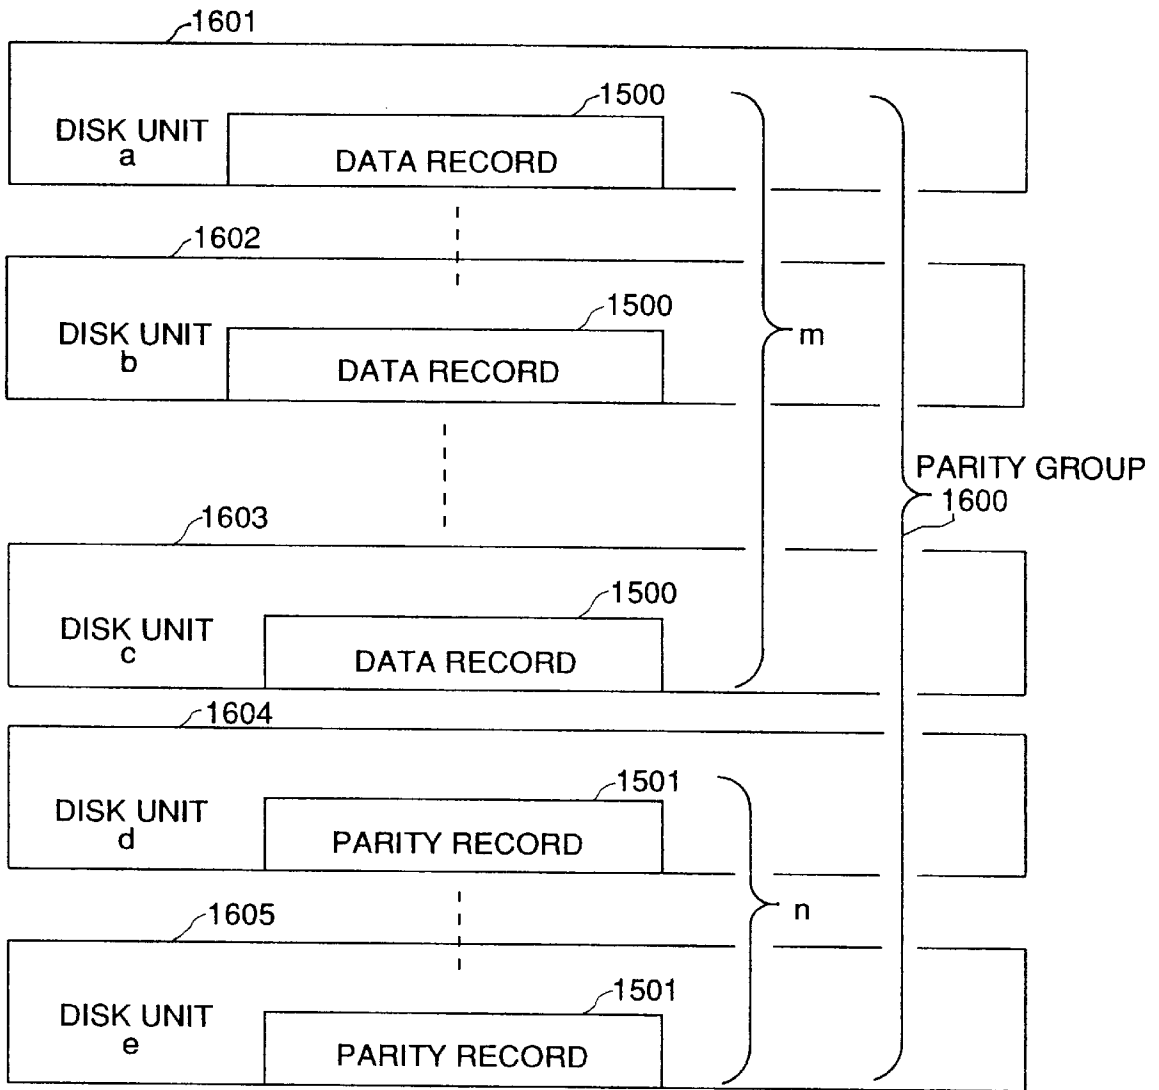 1601
DISK UNIT
a
1500
DATA RECORD
1602
DISK UNIT
b
1500
DATA RECORD
m
PARITY GROUP
1600
1603
DISK UNIT
c
1500
DATA RECORD
1604
DISK UNIT
d
1501
PARITY RECORD
n
1605
DISK UNIT
e
1501
PARITY RECORD